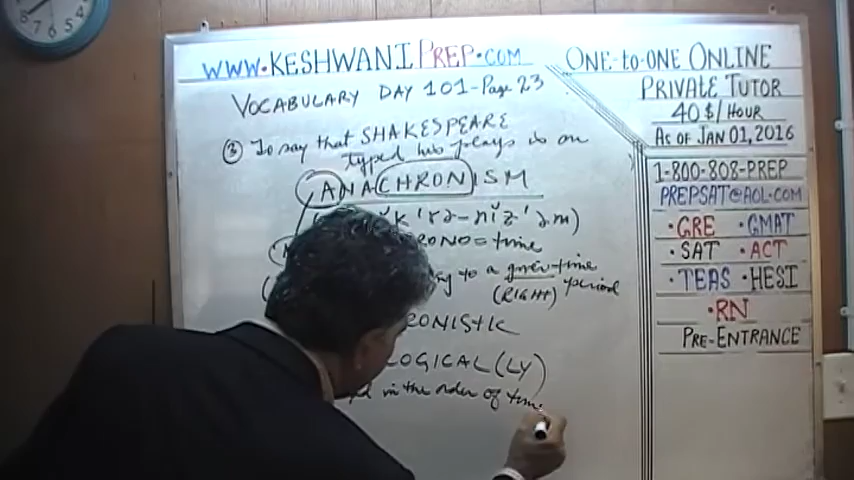 WWW.KESHWANIPREP.COM
VOCABULARY DAY 101-Page 23
③ To say that SHAKESPEARE
typed his plays is an
ANACHRONISM
k'rə-nĭz'əm)
CHRONO = time
to a given time
(RIGHT) period
RONISTIC
LOGICAL (LY)
in the order of time
ONE-to-ONE ONLINE
PRIVATE TUTOR
40$/HOUR
AS OF JAN 01, 2016
1-800-808-PREP
PREPSAT@AOL.COM
•GRE •GMAT
•SAT •ACT
•TEAS •HESI
•RN
PRE-ENTRANCE